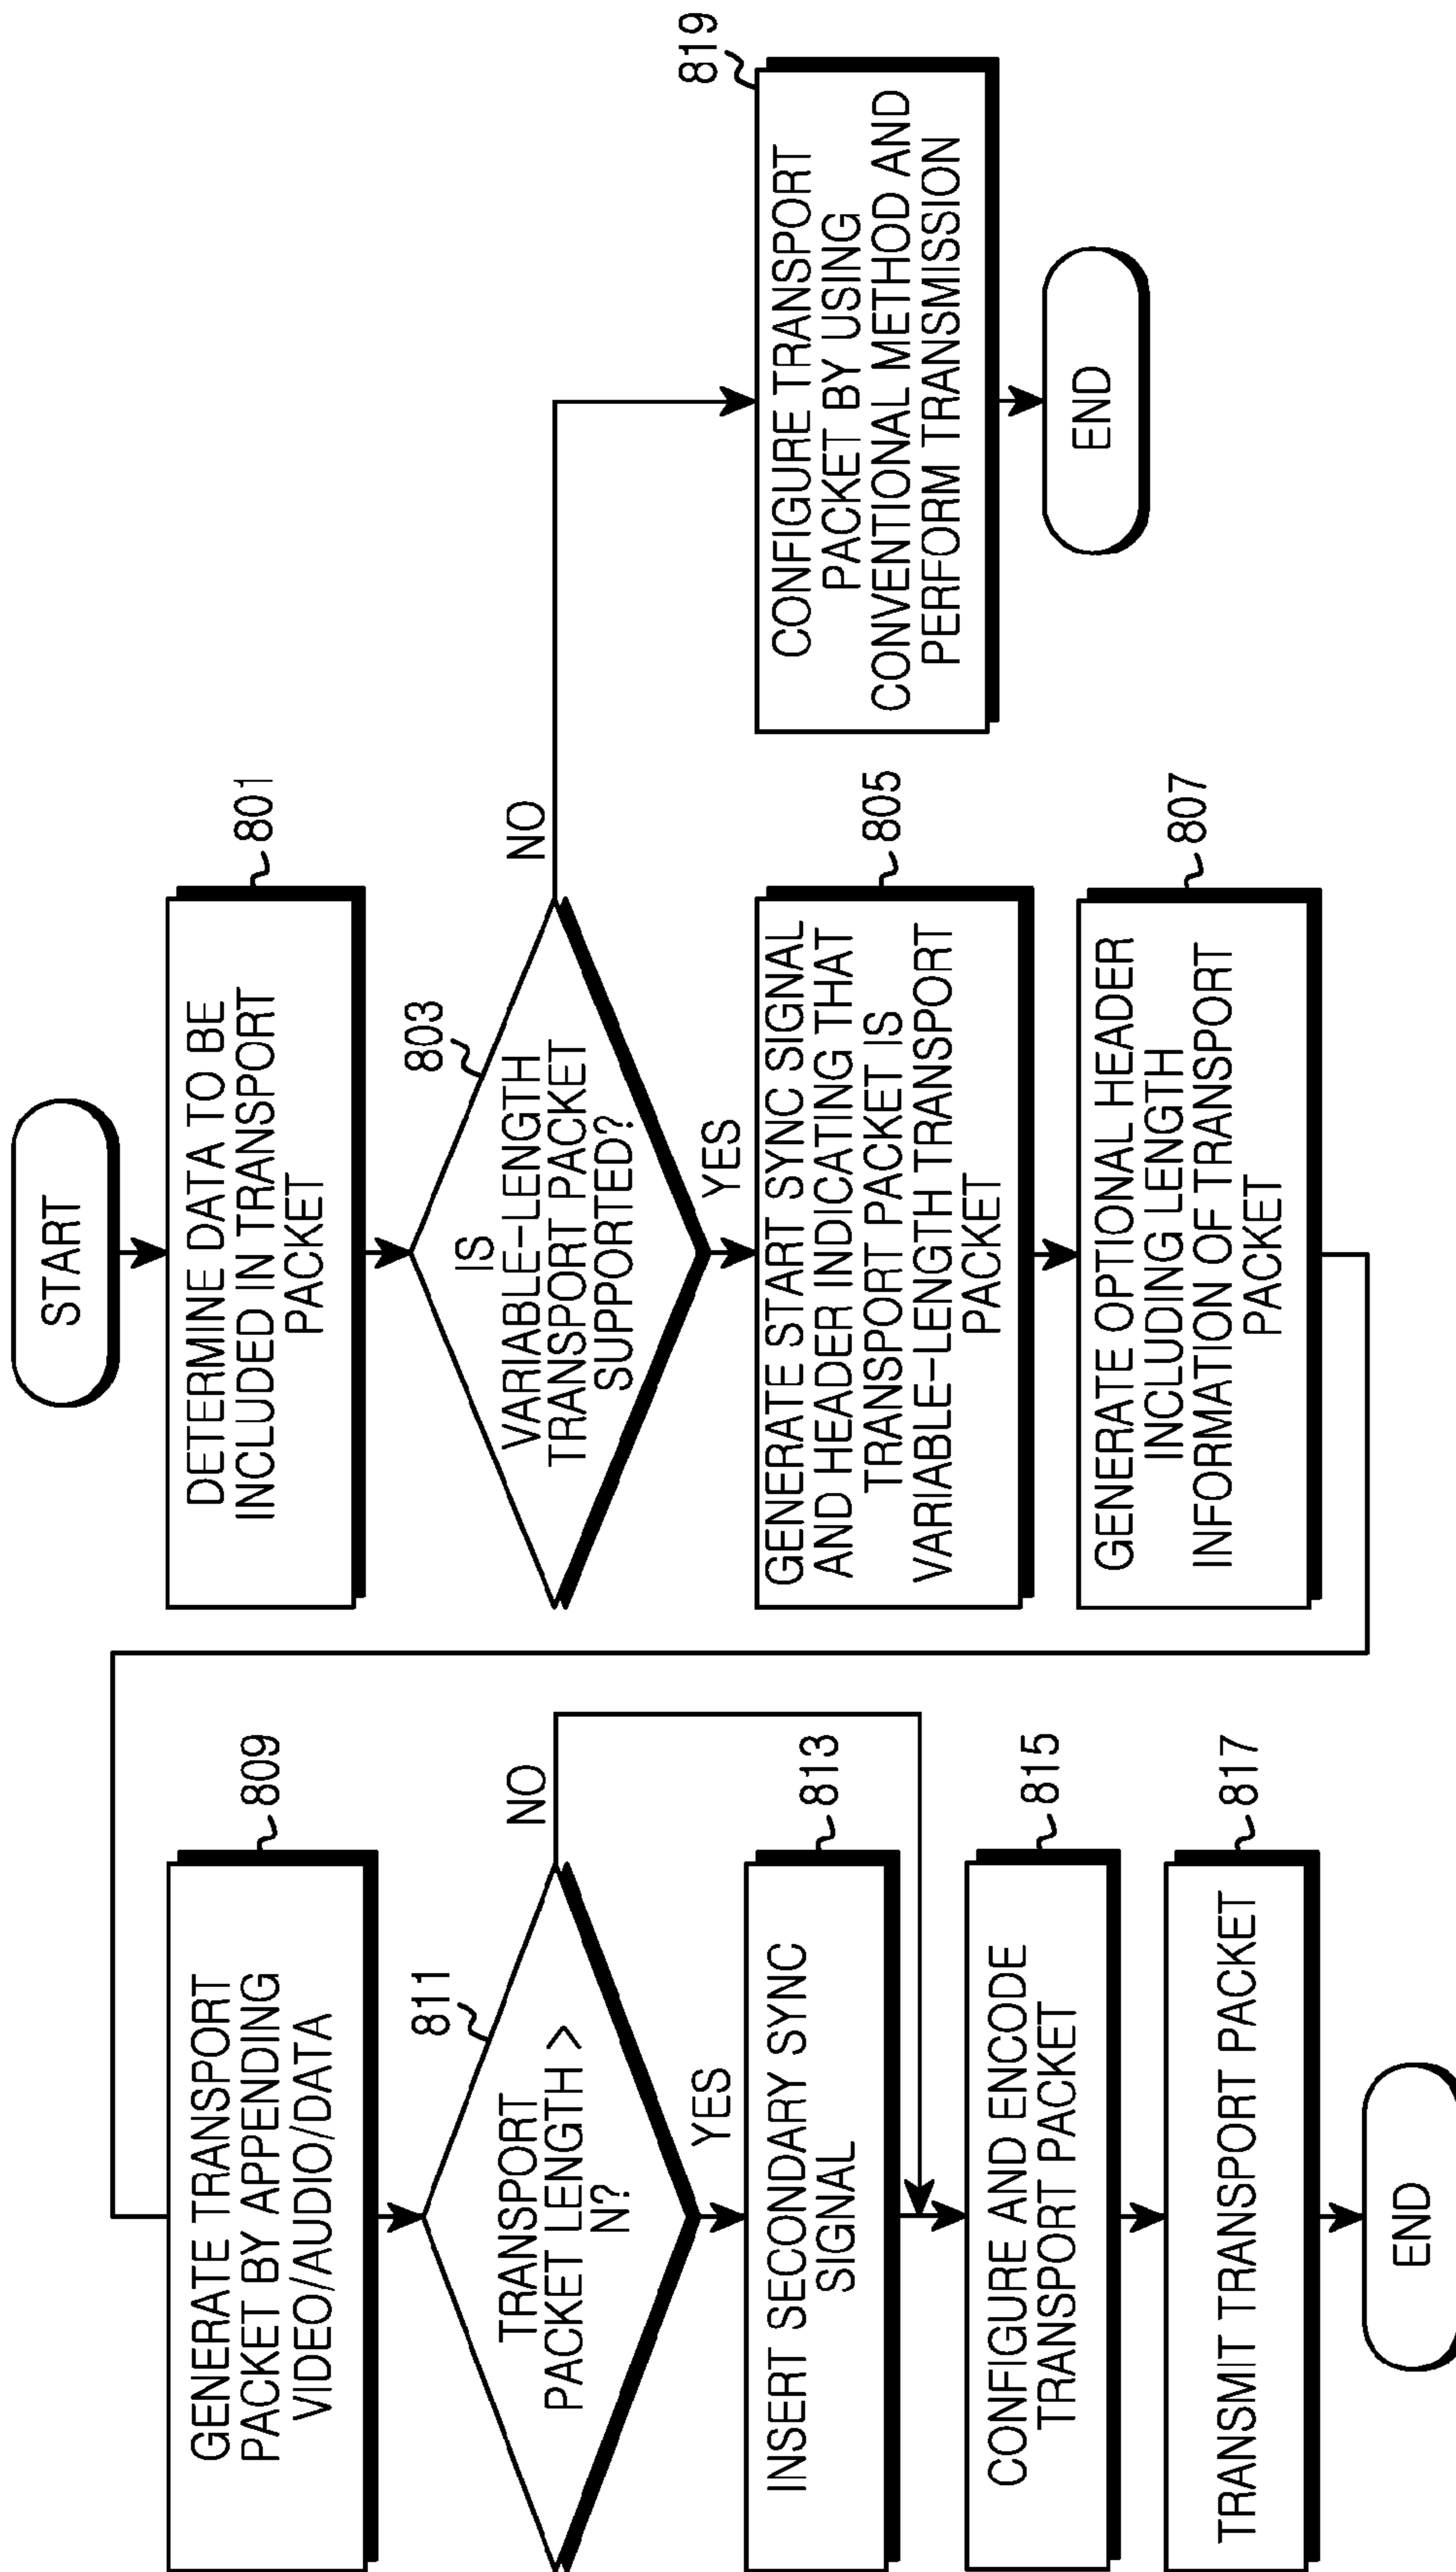 START
801
DETERMINE DATA TO BE
INCLUDED IN TRANSPORT
PACKET
803
IS
VARIABLE-LENGTH
TRANSPORT PACKET
SUPPORTED?
NO
YES
805
GENERATE START SYNC SIGNAL
AND HEADER INDICATING THAT
TRANSPORT PACKET IS
VARIABLE-LENGTH TRANSPORT
PACKET
807
GENERATE OPTIONAL HEADER
INCLUDING LENGTH
INFORMATION OF TRANSPORT
PACKET
819
CONFIGURE TRANSPORT
PACKET BY USING
CONVENTIONAL METHOD AND
PERFORM TRANSMISSION
END
809
GENERATE TRANSPORT
PACKET BY APPENDING
VIDEO/AUDIO/DATA
811
TRANSPORT
PACKET LENGTH >
N?
NO
YES
813
INSERT SECONDARY SYNC
SIGNAL
815
CONFIGURE AND ENCODE
TRANSPORT PACKET
817
TRANSMIT TRANSPORT PACKET
END